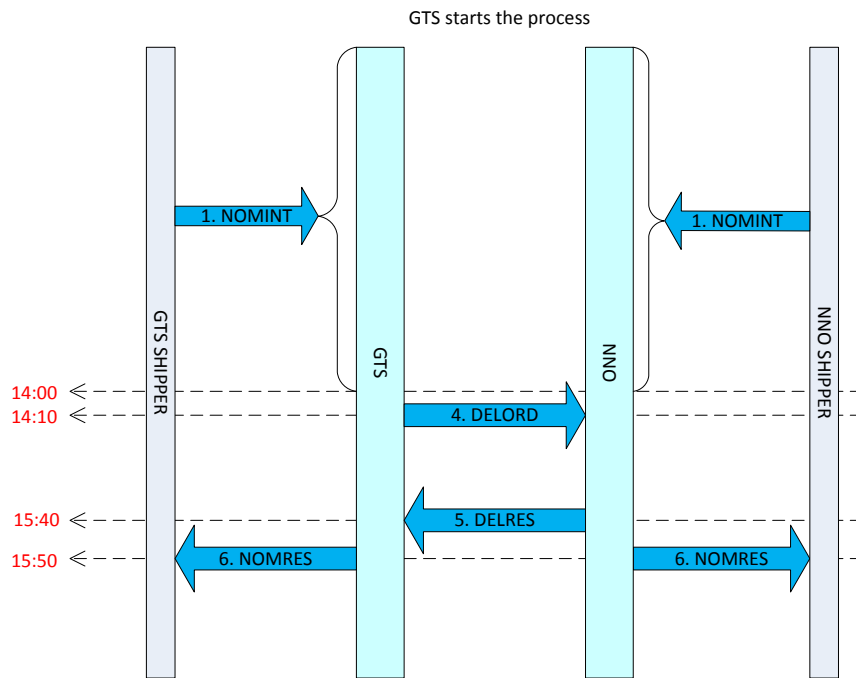 GTS starts the process
1. NOMINT
1. NOMINT
GTS SHIPPER
GTS
NNO
NNO SHIPPER
14:00
14:10
4. DELORD
15:40
5. DELRES
15:50
6. NOMRES
6. NOMRES